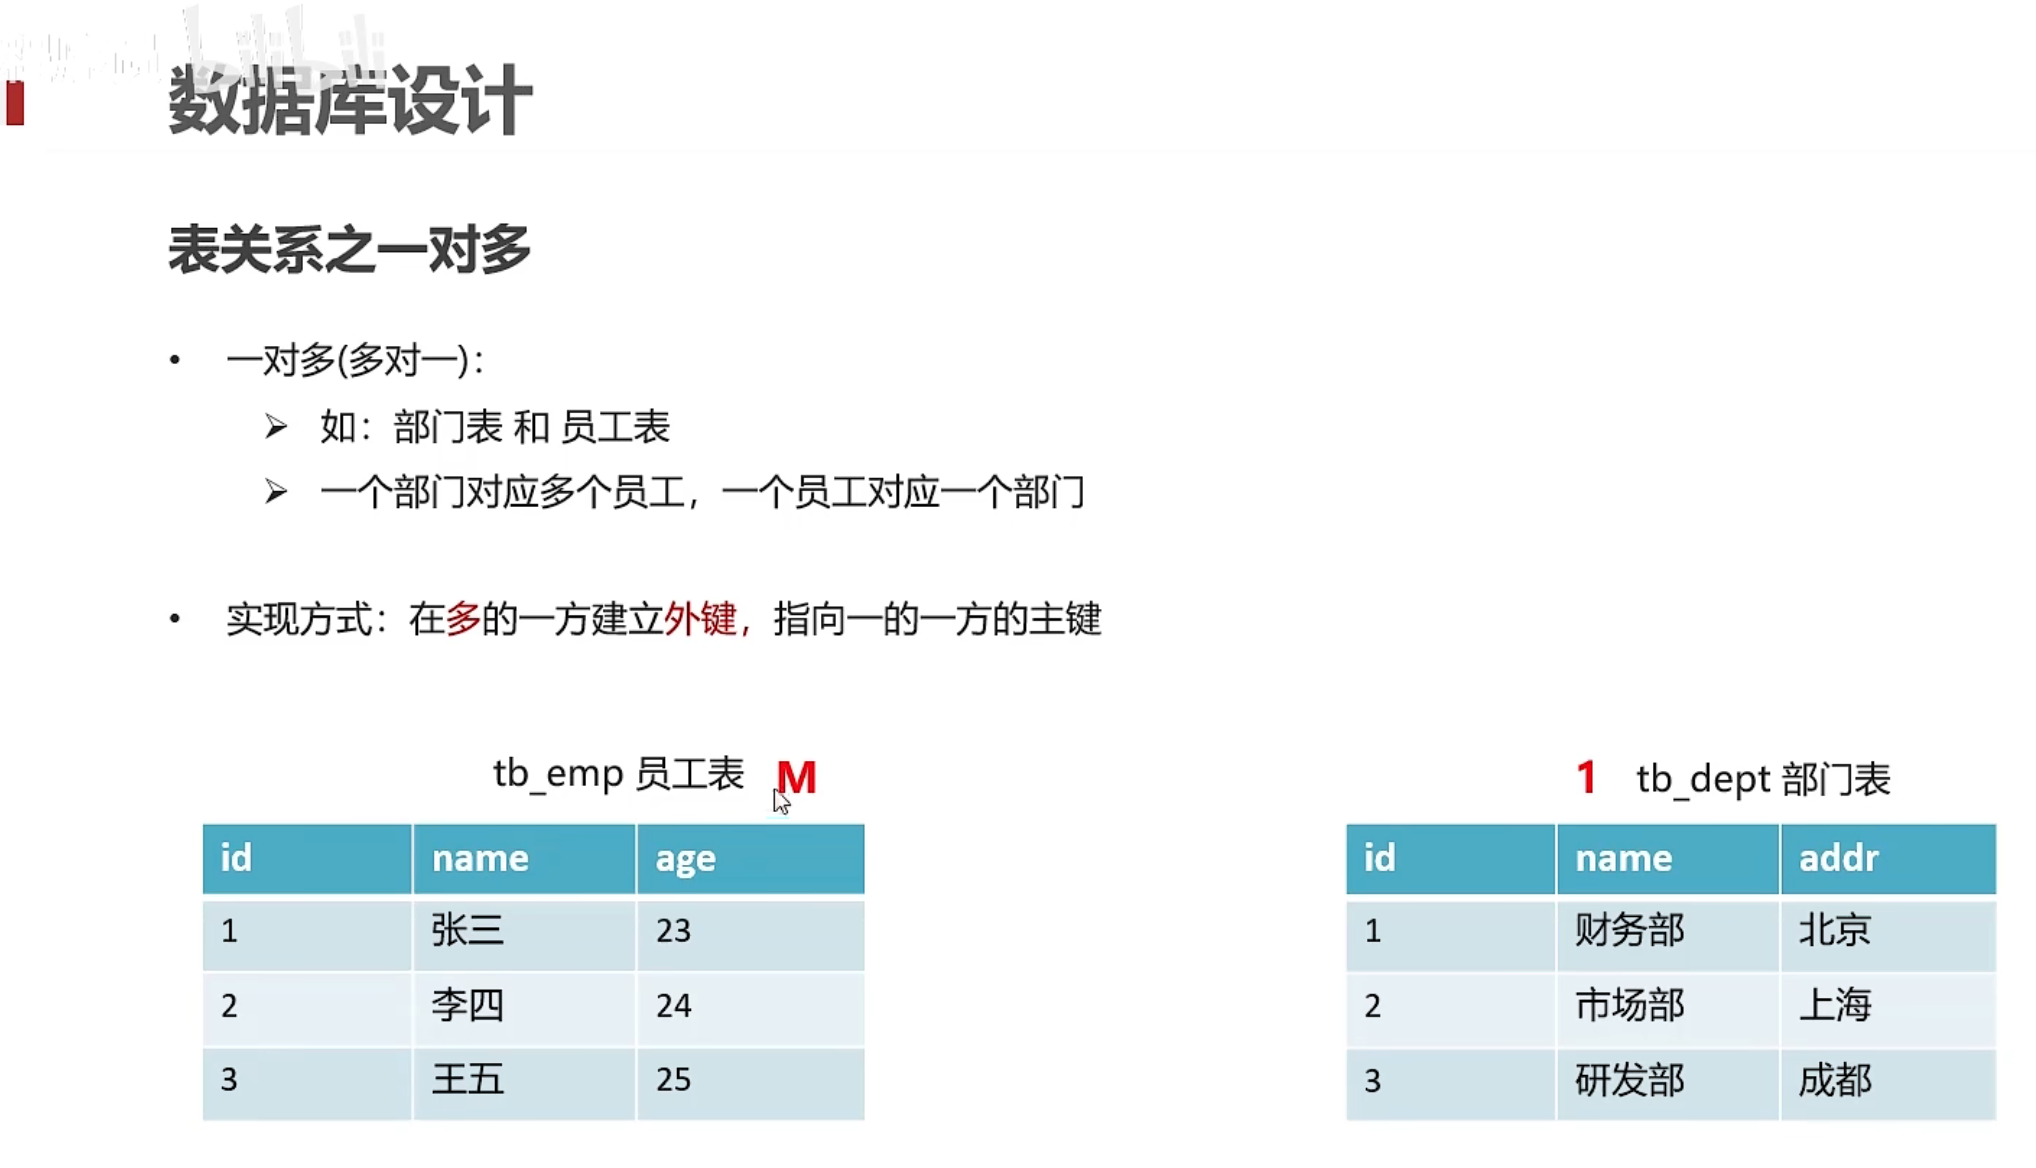 bilibili
数据库设计
表关系之一对多
• 一对多(多对一)：
➢ 如：部门表 和 员工表
➢ 一个部门对应多个员工，一个员工对应一个部门
• 实现方式：在多的一方建立外键，指向一的一方的主键
tb_emp 员工表 M
id name age
1 张三 23
2 李四 24
3 王五 25
1 tb_dept 部门表
id name addr
1 财务部 北京
2 市场部 上海
3 研发部 成都